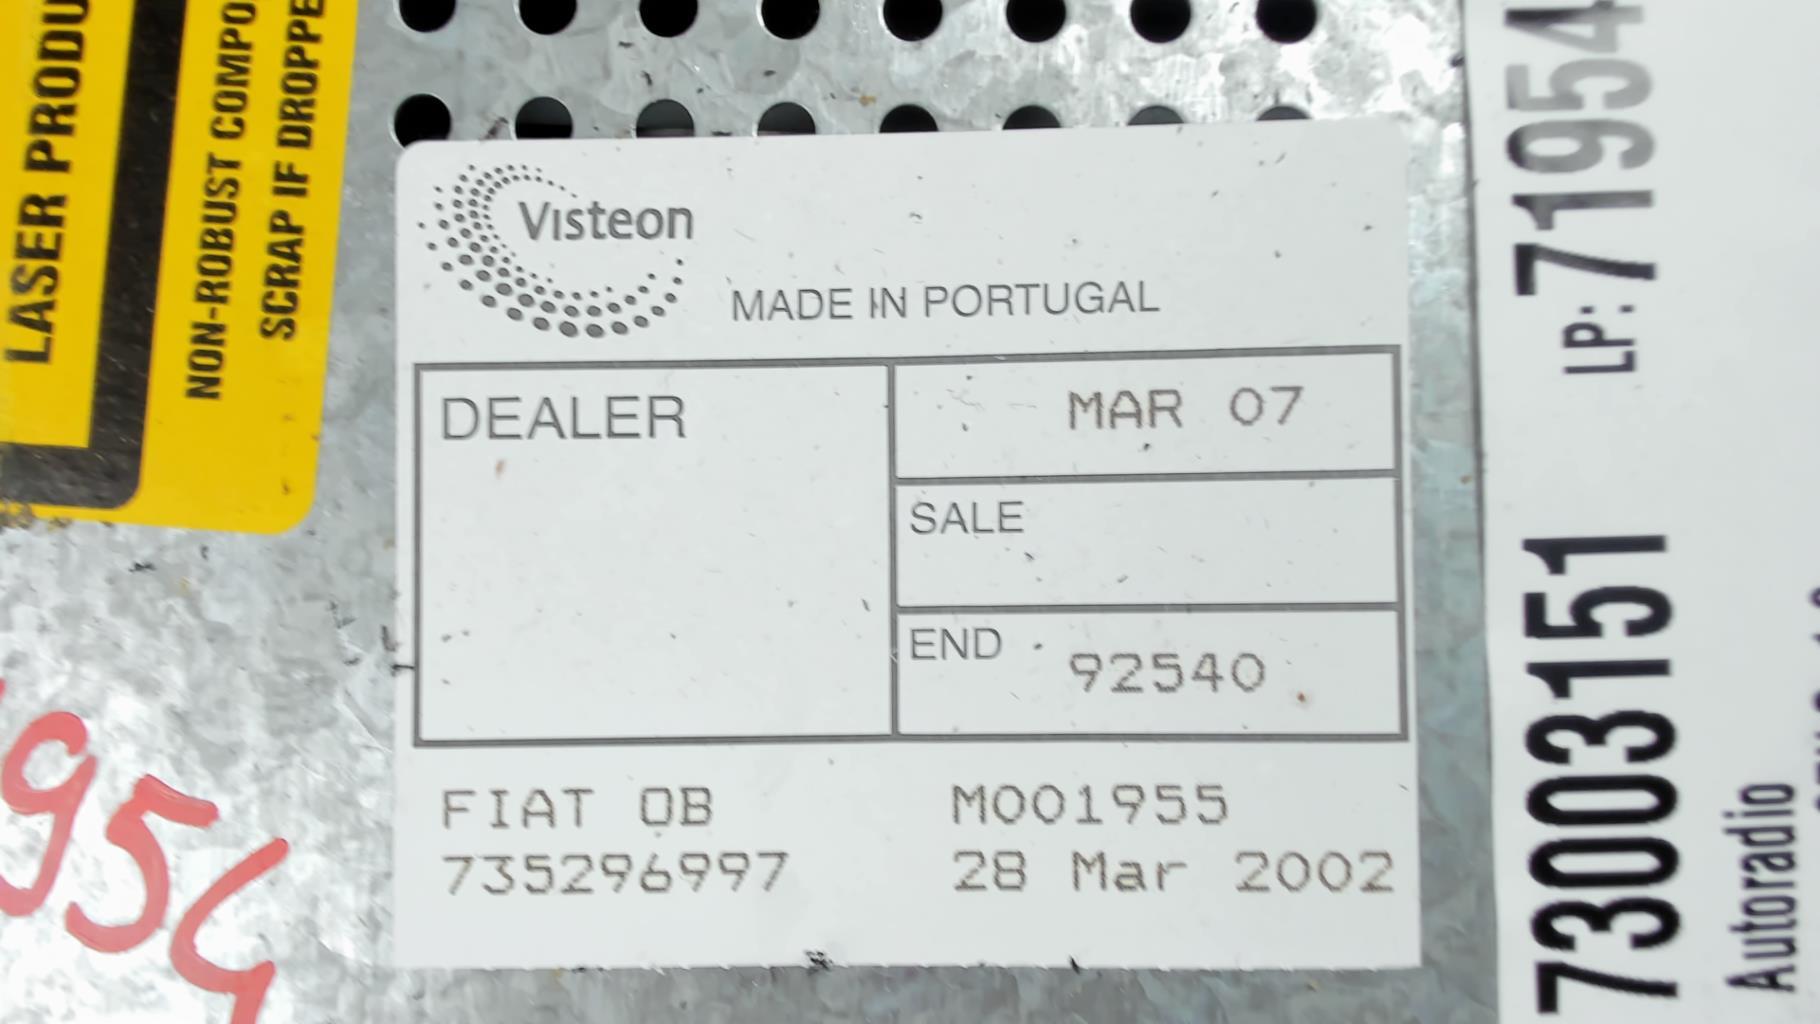 LASER PRODU
NON-ROBUST COMPO
SCRAP IF DROPPE
Visteon
MADE IN PORTUGAL
DEALER
MAR 07
SALE
END
92540
FIAT OB
M001955
735296997
28 Mar 2002
954
LP: 71954
73003151
Autoradio